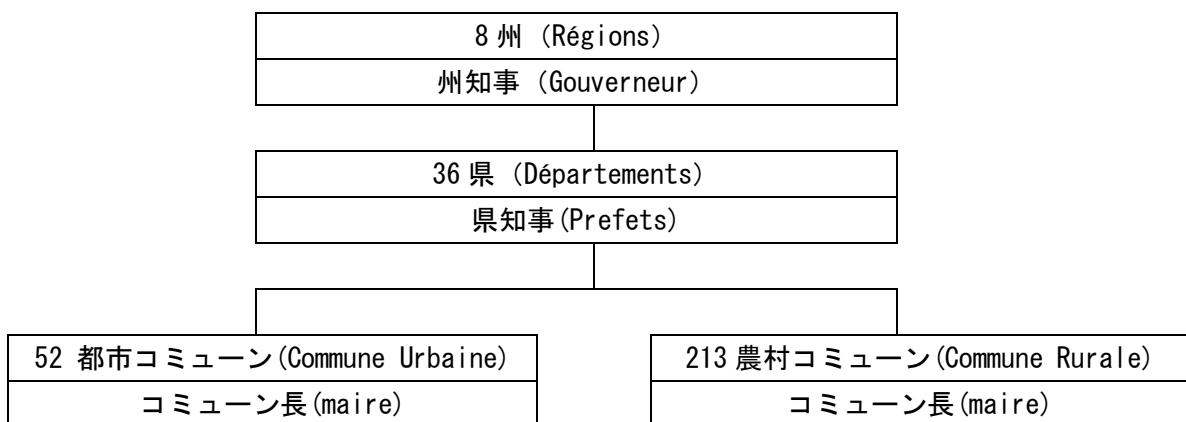 8 州 (Régions)
州知事 (Gouverneur)
36 県 (Départements)
県知事(Prefets)
52 都市コミューン(Commune Urbaine)
コミューン長(maire)
213 農村コミューン(Commune Rurale)
コミューン長(maire)